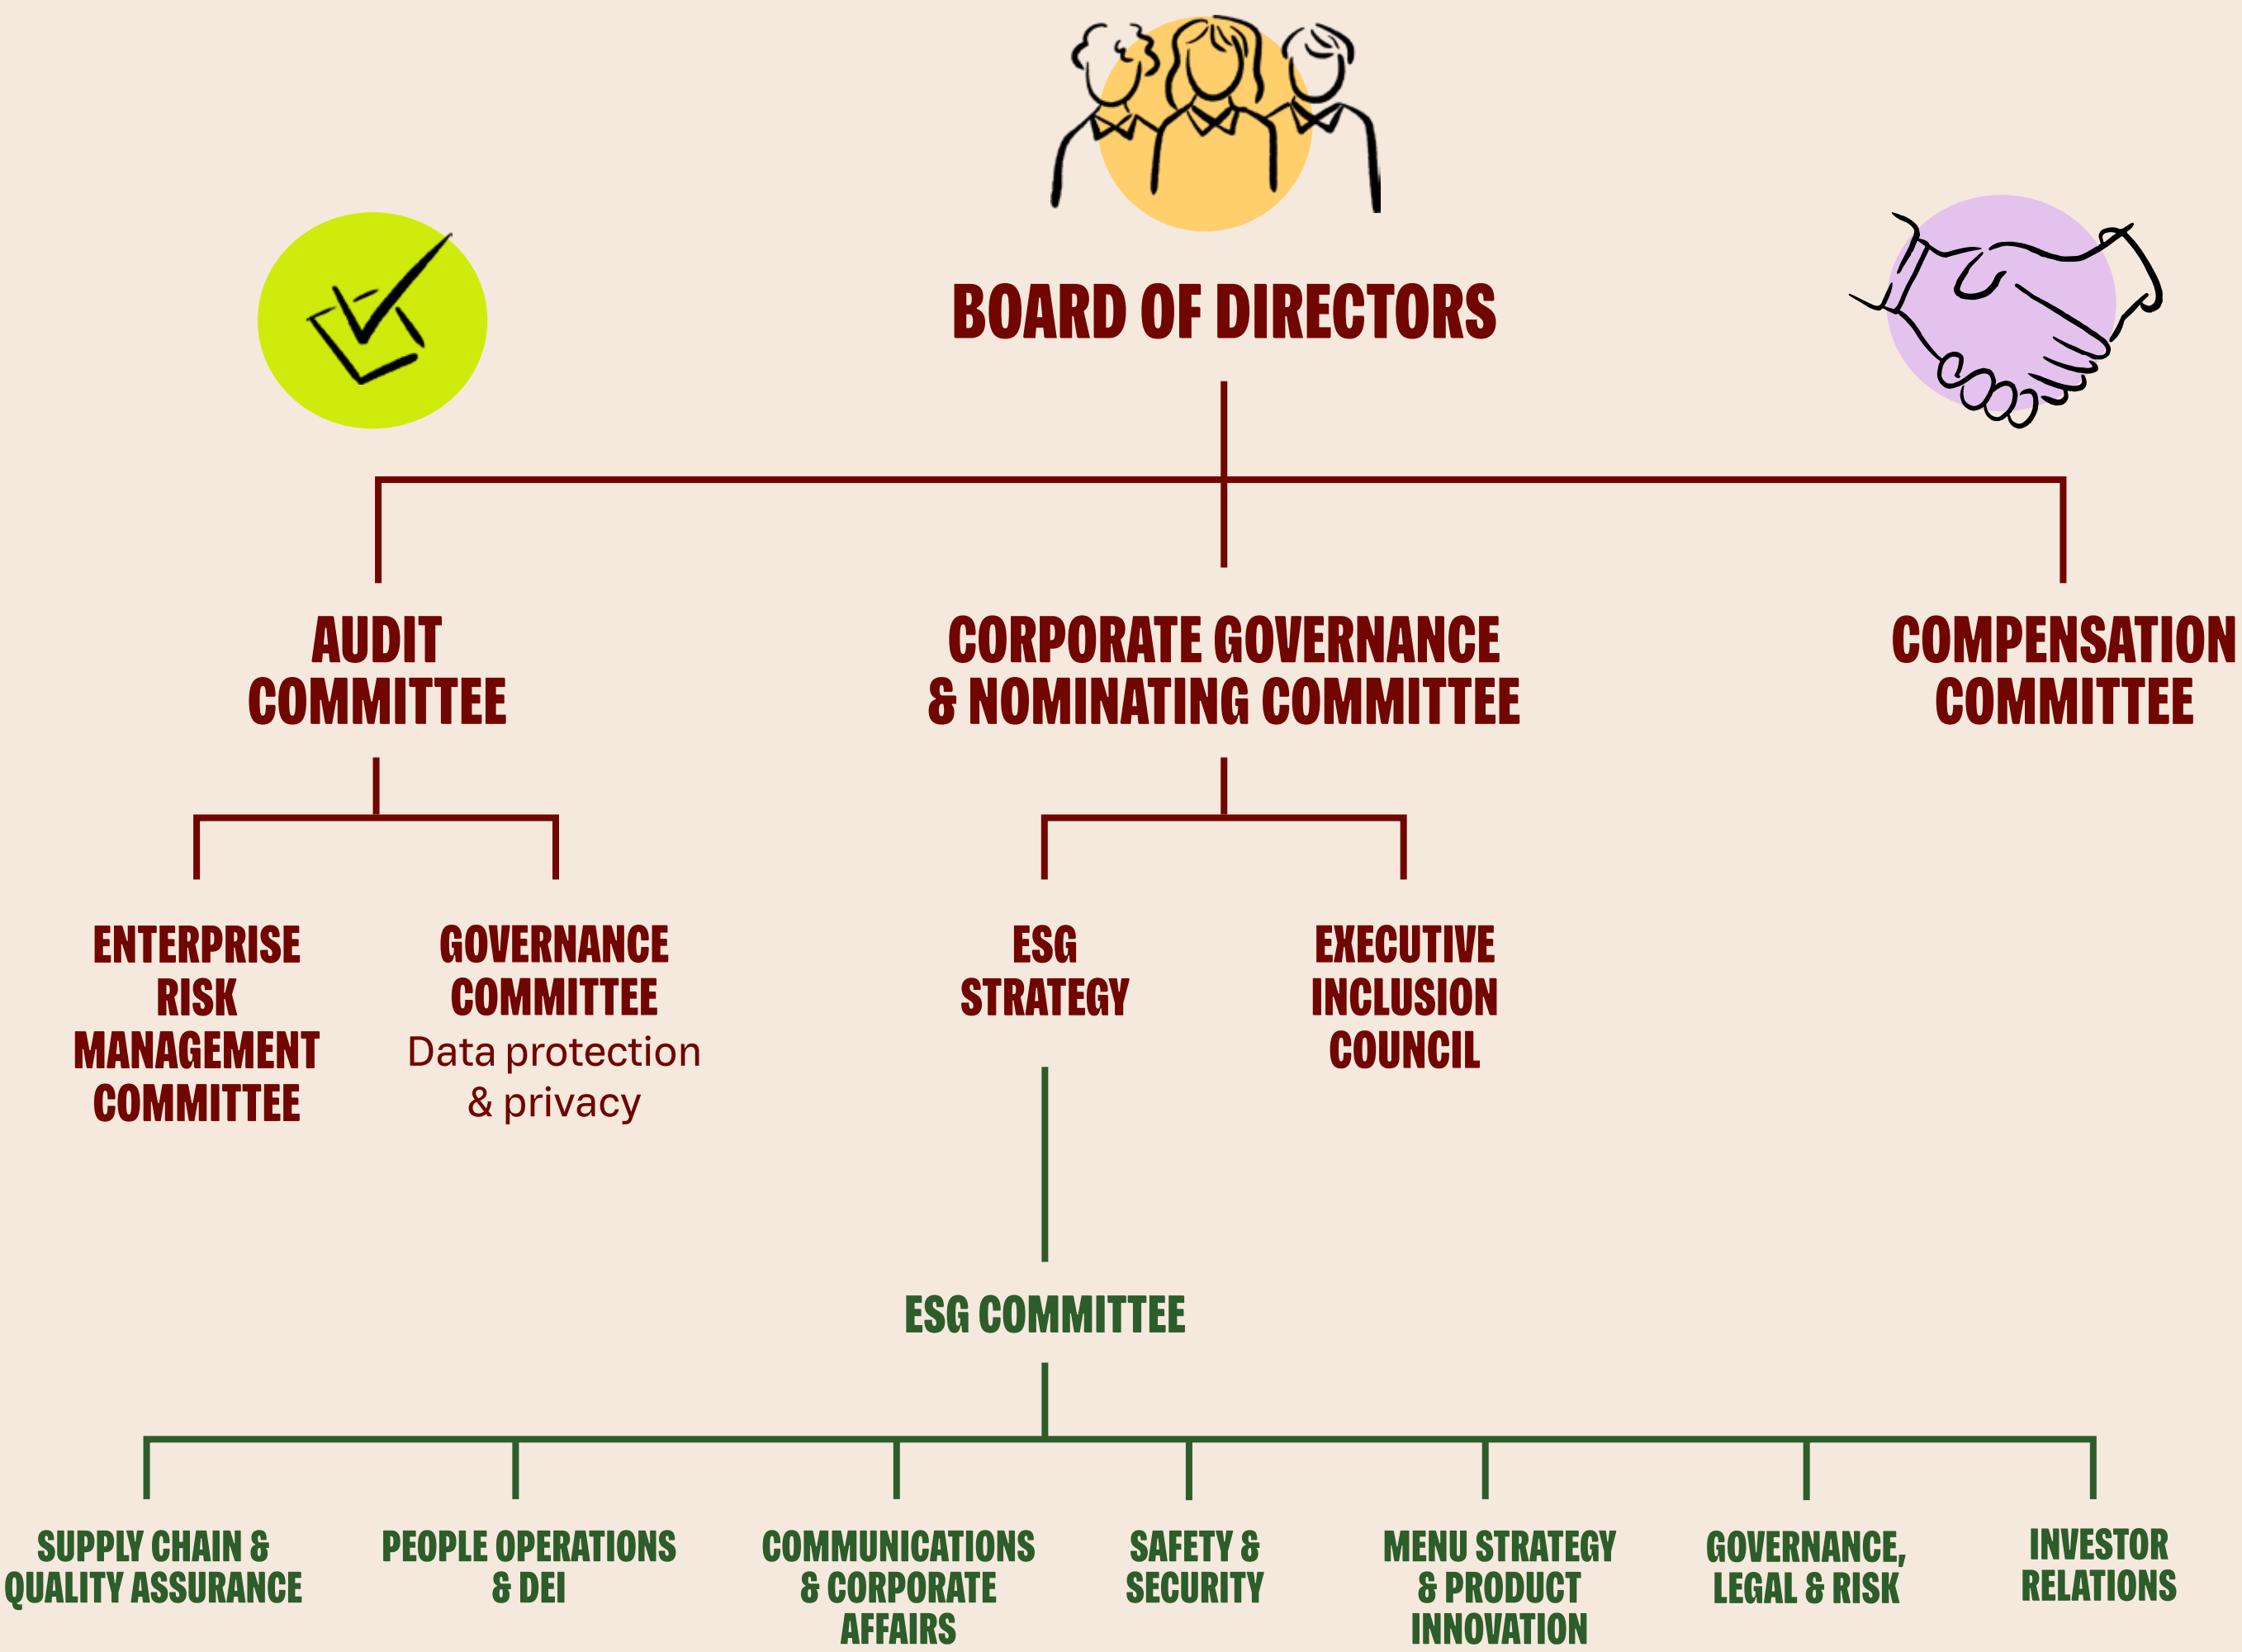 BOARD OF DIRECTORS
AUDIT
COMMITTEE
CORPORATE GOVERNANCE
& NOMINATING COMMITTEE
COMPENSATION
COMMITTEE
ENTERPRISE
RISK
MANAGEMENT
COMMITTEE
GOVERNANCE
COMMITTEE
Data protection
& privacy
ESG
STRATEGY
EXECUTIVE
INCLUSION
COUNCIL
ESG COMMITTEE
SUPPLY CHAIN &
QUALITY ASSURANCE
PEOPLE OPERATIONS
& DEI
COMMUNICATIONS
& CORPORATE
AFFAIRS
SAFETY &
SECURITY
MENU STRATEGY
& PRODUCT
INNOVATION
GOVERNANCE,
LEGAL & RISK
INVESTOR
RELATIONS